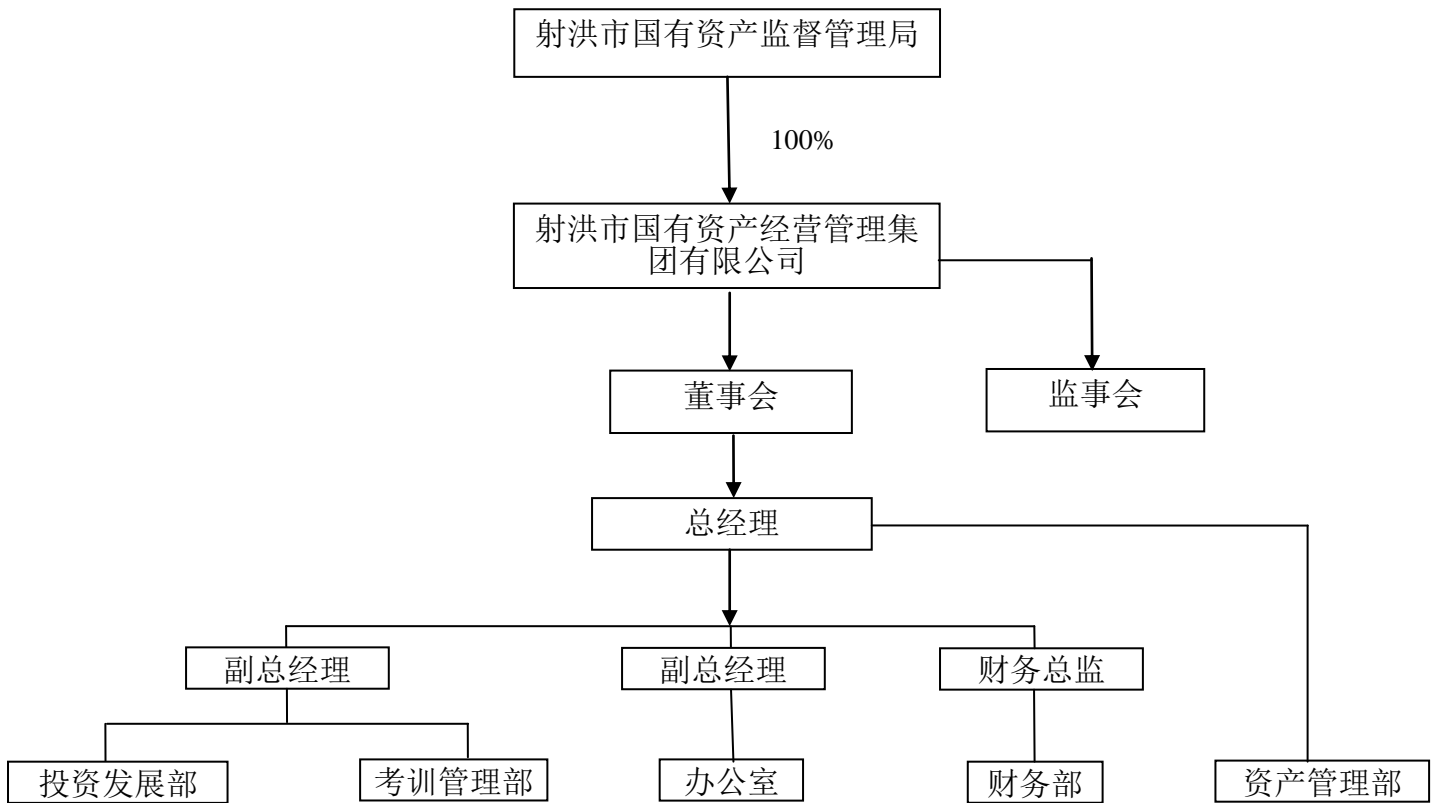 射洪市国有资产监督管理局
100%
射洪市国有资产经营管理集
团有限公司
董事会
监事会
总经理
副总经理
副总经理
财务总监
投资发展部
考训管理部
办公室
财务部
资产管理部